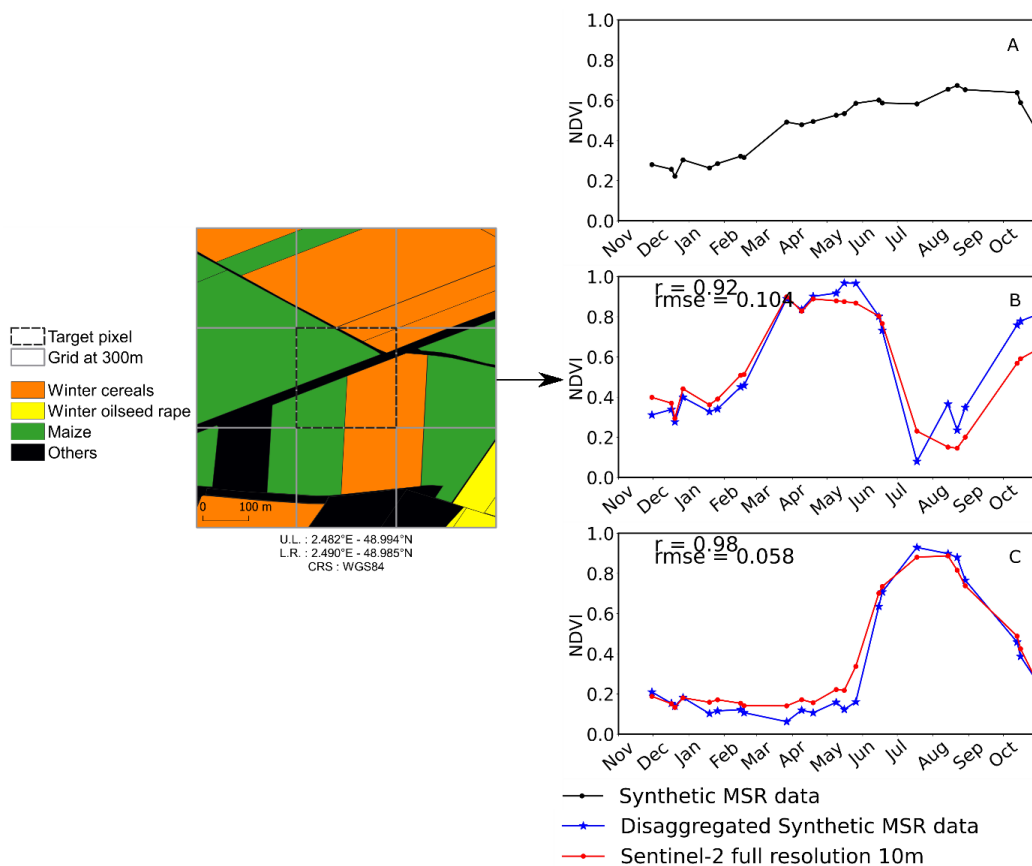 1.0
A
0.8
0.6
NDVI
0.4
0.2
0.0
Nov Dec Jan Feb Mar Apr May Jun Jul Aug Sep Oct
Target pixel
Grid at 300m
Winter cereals
Winter oilseed rape
Maize
Others
0 100 m
U.L. : 2.482°E - 48.994°N
L.R. : 2.490°E - 48.985°N
CRS : WGS84
1.0
r = 0.92
rmse = 0.104
B
0.8
0.6
NDVI
0.4
0.2
0.0
Nov Dec Jan Feb Mar Apr May Jun Jul Aug Sep Oct
1.0
r = 0.98
rmse = 0.058
C
0.8
0.6
NDVI
0.4
0.2
0.0
Nov Dec Jan Feb Mar Apr May Jun Jul Aug Sep Oct
Synthetic MSR data
Disaggregated Synthetic MSR data
Sentinel-2 full resolution 10m